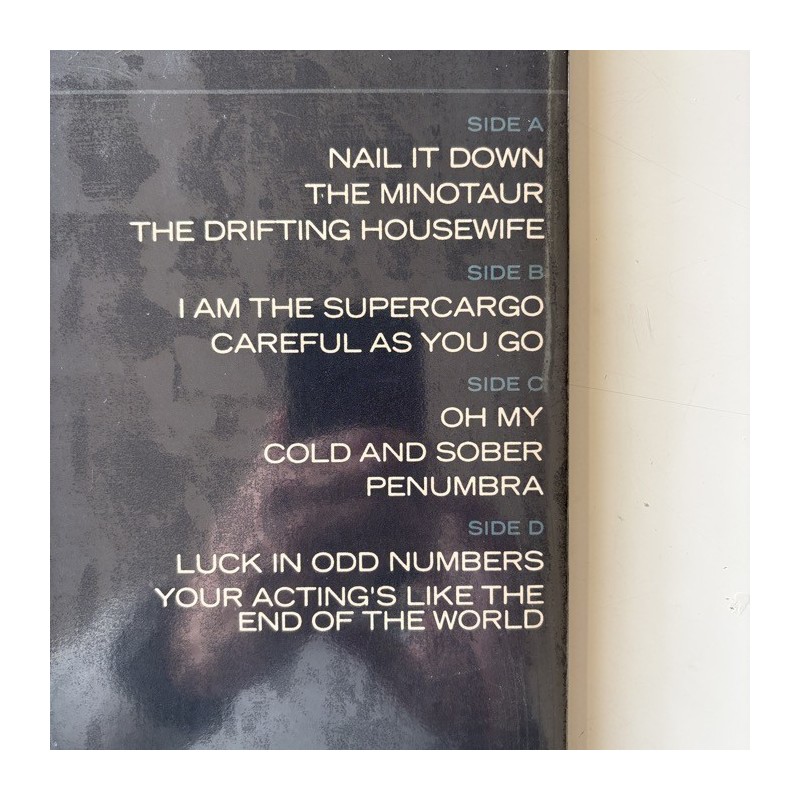 SIDE A
NAIL IT DOWN
THE MINOTAUR
THE DRIFTING HOUSEWIFE
SIDE B
I AM THE SUPERCARGO
CAREFUL AS YOU GO
SIDE C
OH MY
COLD AND SOBER
PENUMBRA
SIDE D
LUCK IN ODD NUMBERS
YOUR ACTING'S LIKE THE
END OF THE WORLD